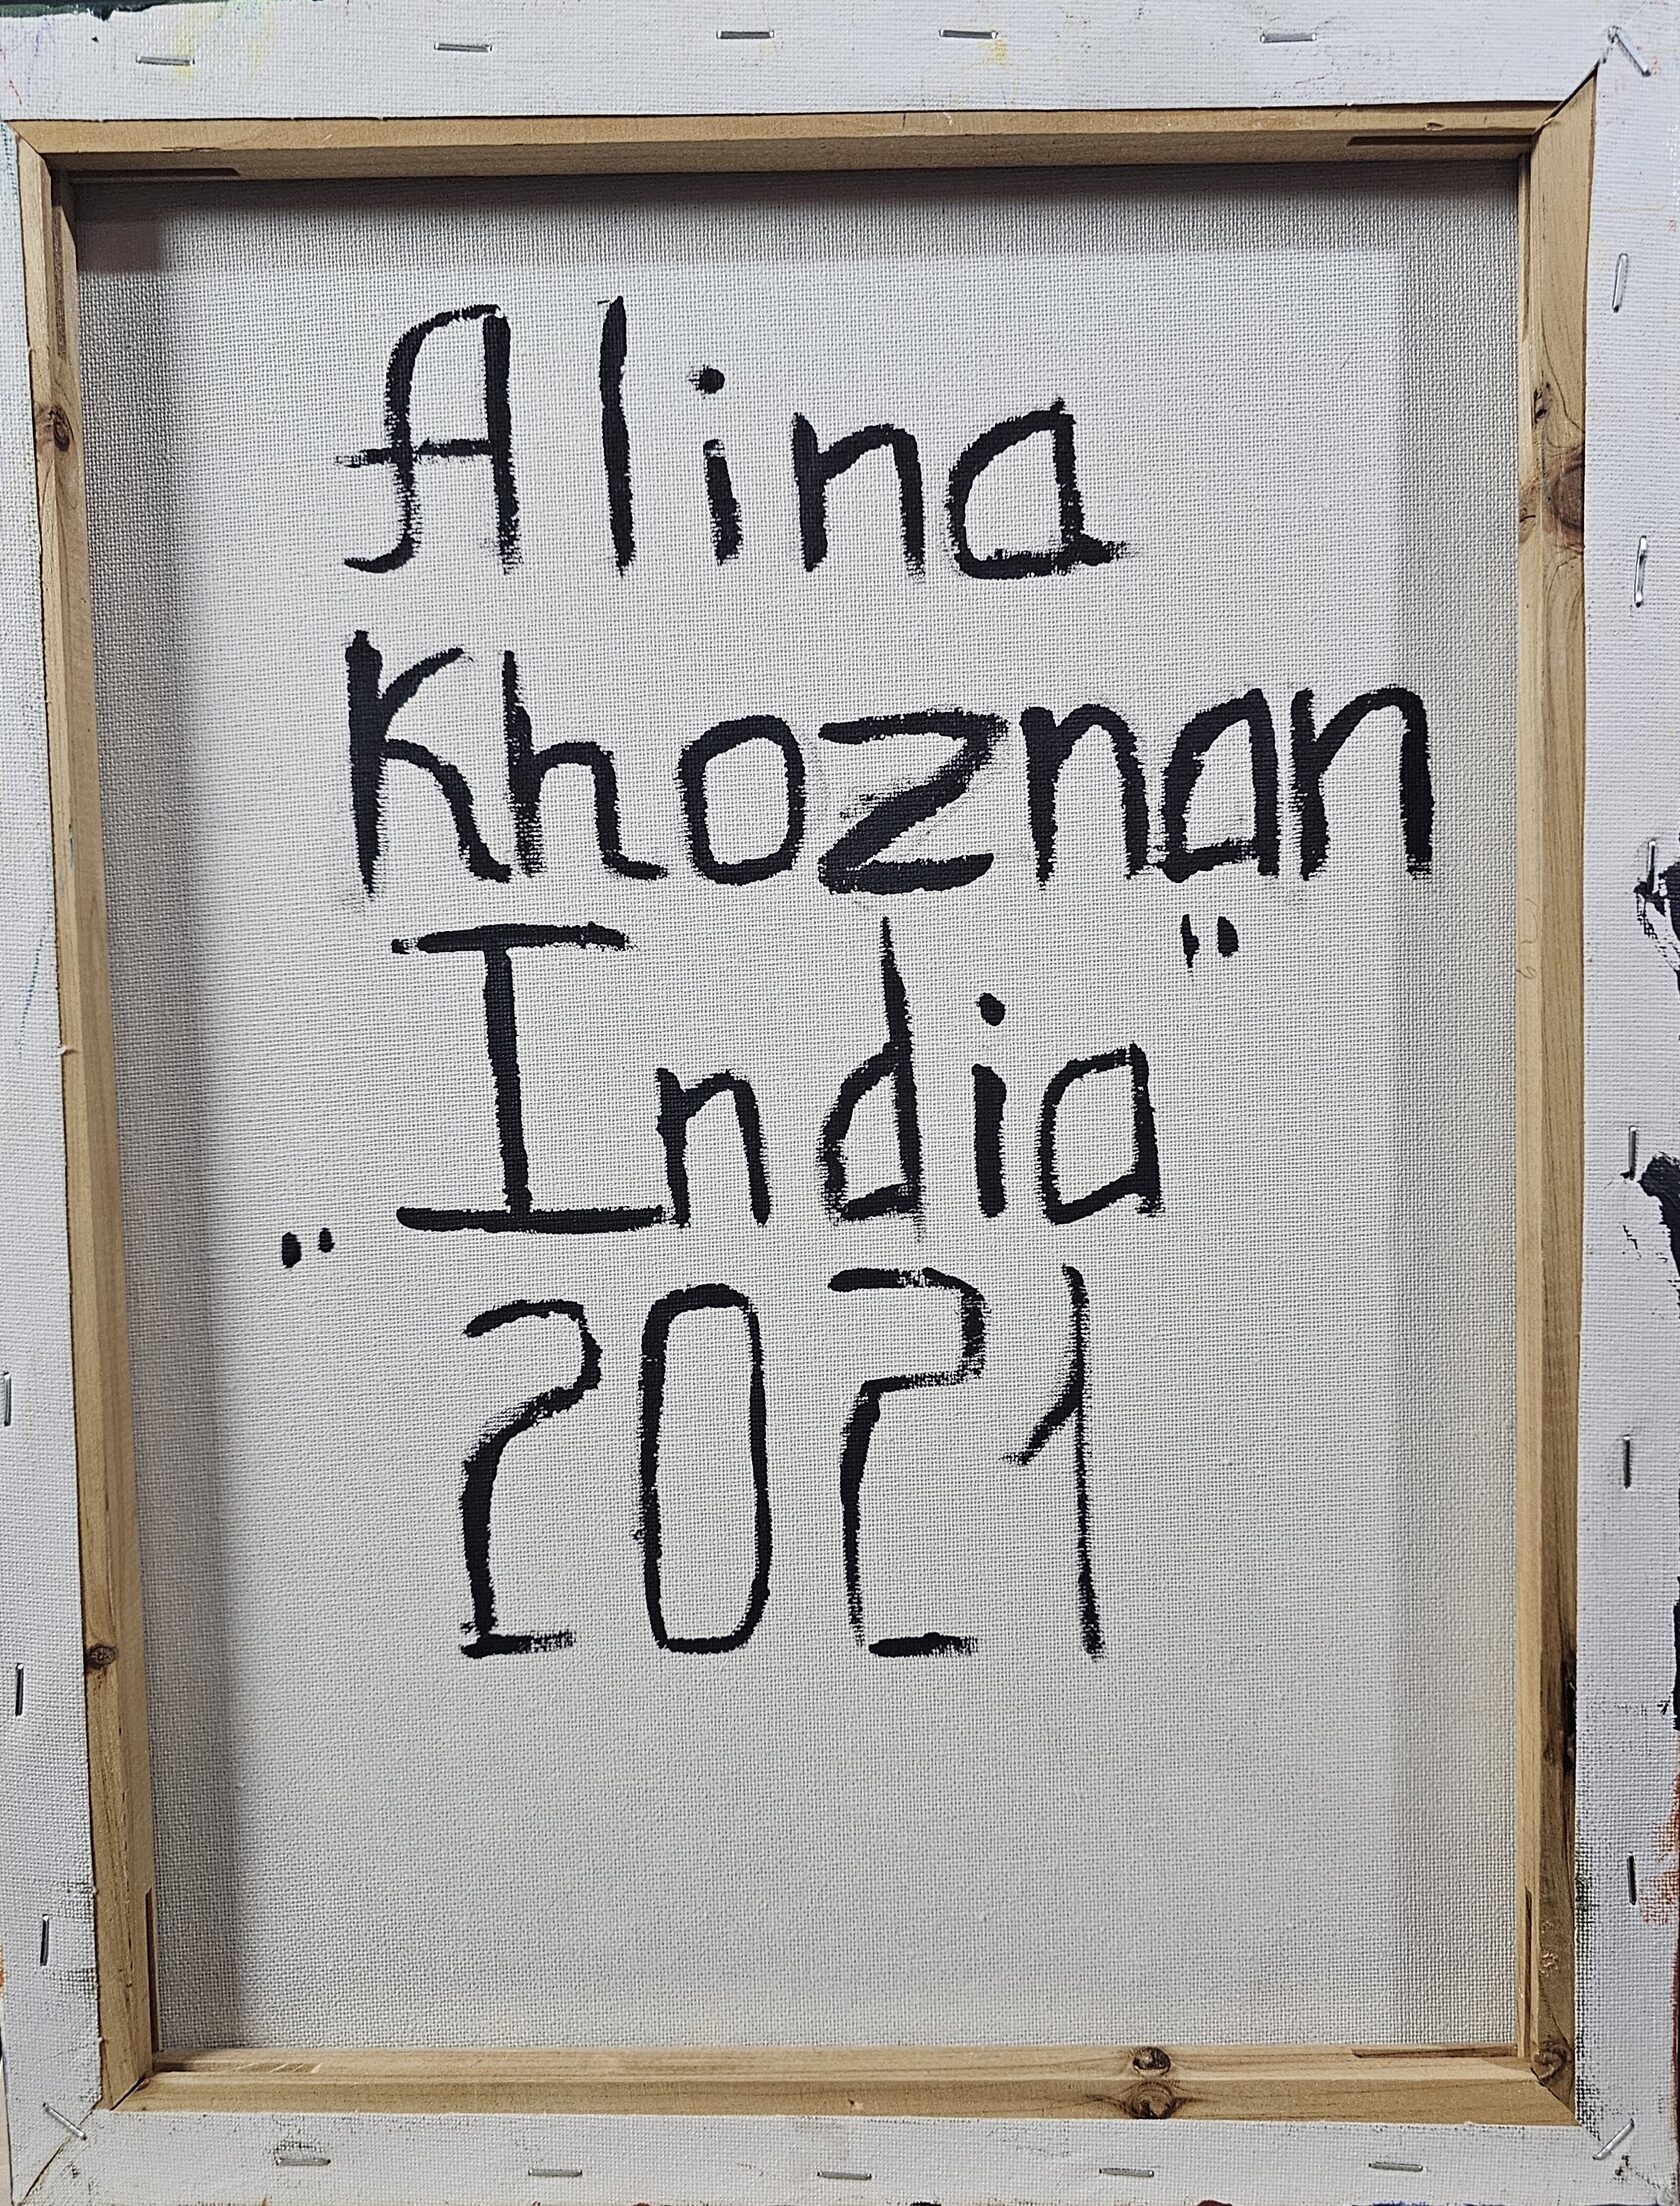 Alina
Khoznan
„India"
2021